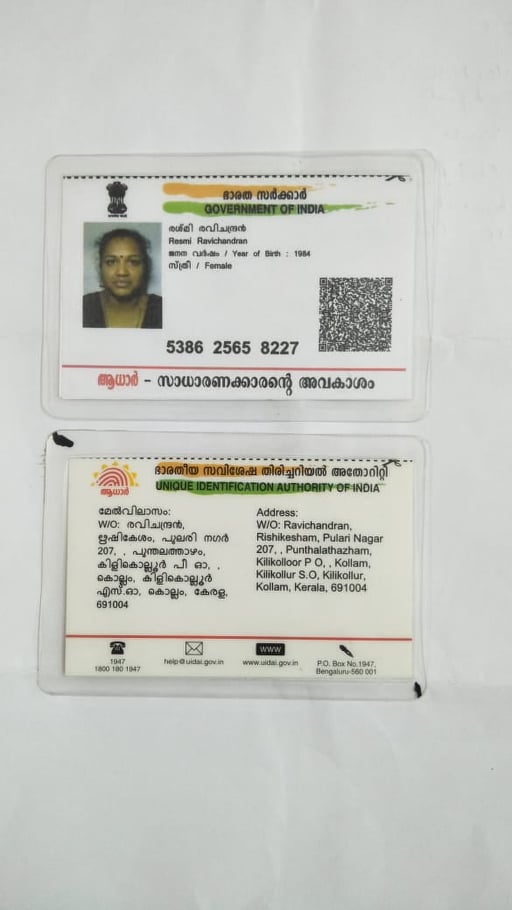 ഭാരത സർക്കാർ
GOVERNMENT OF INDIA
രശ്മി രവിചന്ദ്രൻ
Resmi Ravichandran
ജനന വർഷം / Year of Birth : 1984
സ്ത്രീ / Female
5386 2565 8227
ആധാർ - സാധാരണക്കാരന്റെ അവകാശം
ഭാരതീയ സവിശേഷ തിരിച്ചറിയൽ അതോറിറ്റി
UNIQUE IDENTIFICATION AUTHORITY OF INDIA
ആധാർ
മേൽവിലാസം:
W/O: രവിചന്ദ്രൻ,
ഋഷികേശം, പുലരി നഗർ
207, , പുന്തലത്താഴം,
കിളികൊല്ലൂർ പി ഓ, ,
കൊല്ലം, കിളികൊല്ലൂർ
എസ്.ഓ, കൊല്ലം, കേരള,
691004
Address:
W/O: Ravichandran,
Rishikesham, Pulari Nagar
207, , Punthalathazham,
Kilikolloor P O, , Kollam,
Kilikollur S.O, Kilikollur,
Kollam, Kerala, 691004
1947
1800 180 1947
help@uidai.gov.in
WWW
www.uidai.gov.in
P.O. Box No.1947,
Bengaluru-560 001